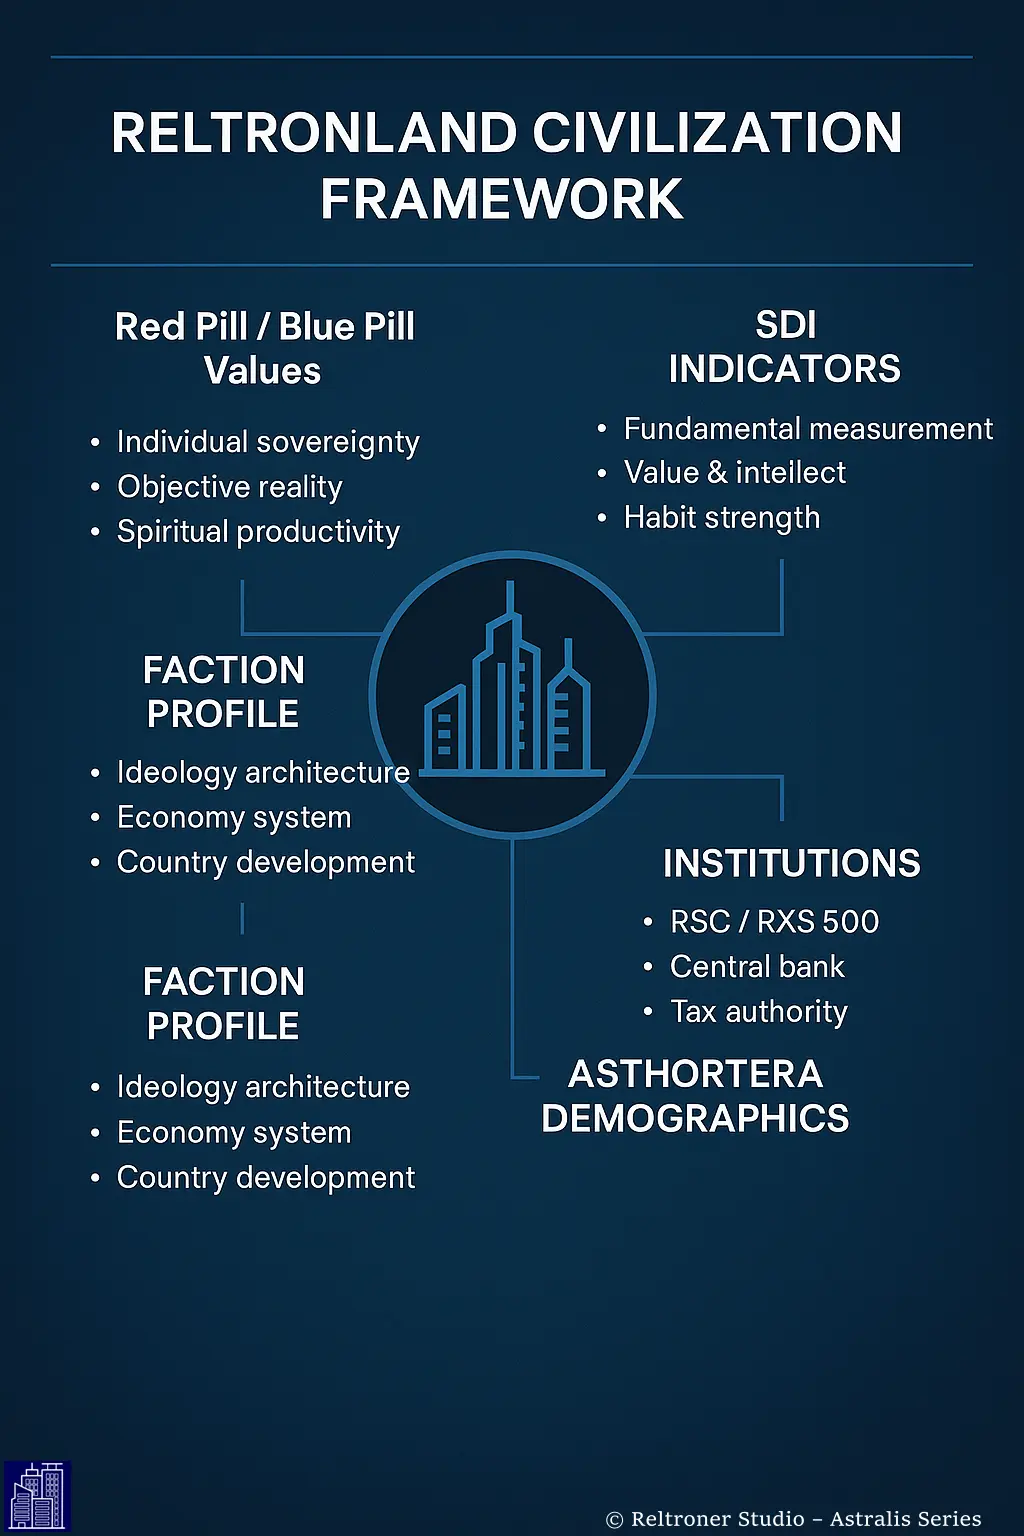 RELTRONLAND CIVILIZATION
FRAMEWORK
Red Pill / Blue Pill
Values
• Individual sovereignty
• Objective reality
• Spiritual productivity
SDI
INDICATORS
• Fundamental measurement
• Value & intellect
• Habit strength
FACTION
PROFILE
• Ideology architecture
• Economy system
• Country development
FACTION
PROFILE
• Ideology architecture
• Economy system
• Country development
INSTITUTIONS
• RSC / RXS 500
• Central bank
• Tax authority
ASTHORTERA
DEMOGRAPHICS
© Reltroner Studio – Astralis Series